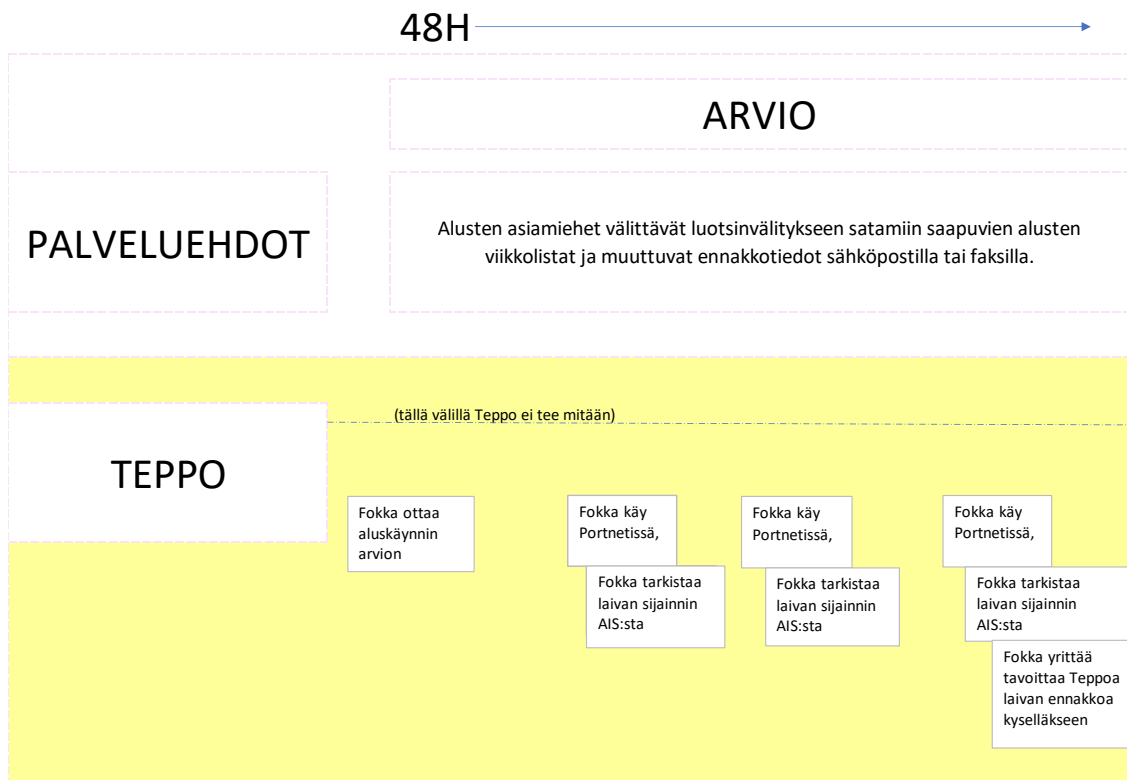 48H
ARVIO
PALVELUEHDOT
Alusten asiamiehet välittävät luotsinvälitykseen satamiin saapuvien alusten
viikkolistat ja muuttuvat ennakkotiedot sähköpostilla tai faksilla.
(tällä välillä Teppo ei tee mitään)
TEPPO
Fokka ottaa
aluskäynnin
arvion
Fokka käy
Portnetissä,
Fokka tarkistaa
laivan sijainnin
AIS:sta
Fokka käy
Portnetissä,
Fokka tarkistaa
laivan sijainnin
AIS:sta
Fokka käy
Portnetissä,
Fokka tarkistaa
laivan sijainnin
AIS:sta
Fokka yrittää
tavoittaa Teppoa
laivan ennakkoa
kyselläkseen